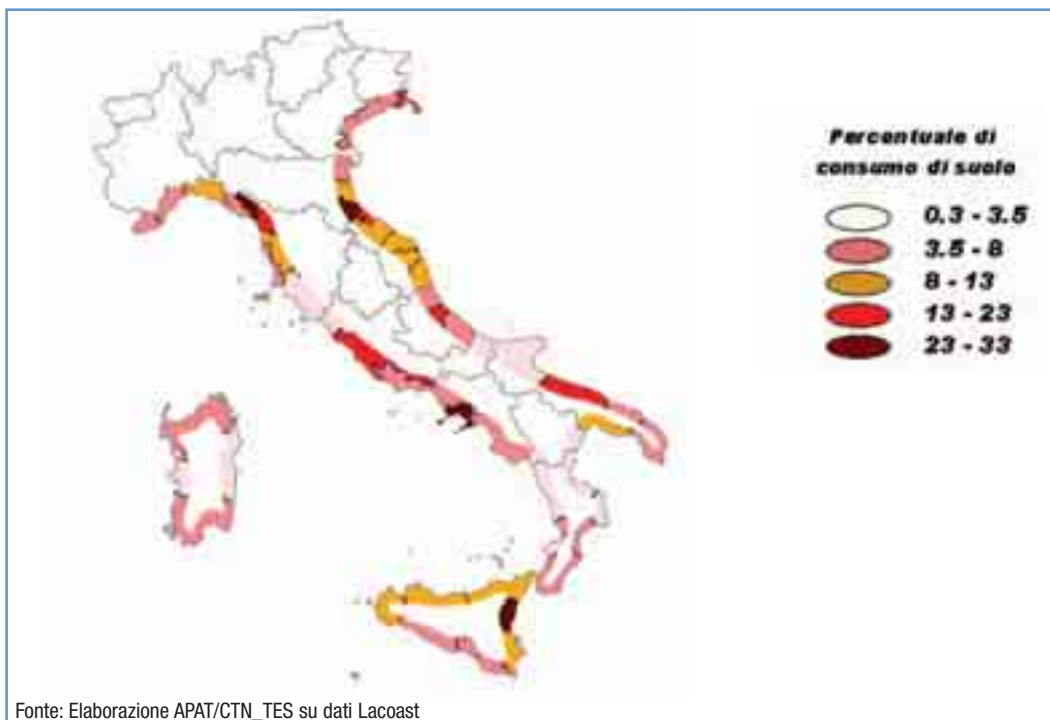 Percentuale di
consumo di suolo
0.3 - 3.5
3.5 - 8
8 - 13
13 - 23
23 - 33
Fonte: Elaborazione APAT/CTN_TES su dati Lacoast